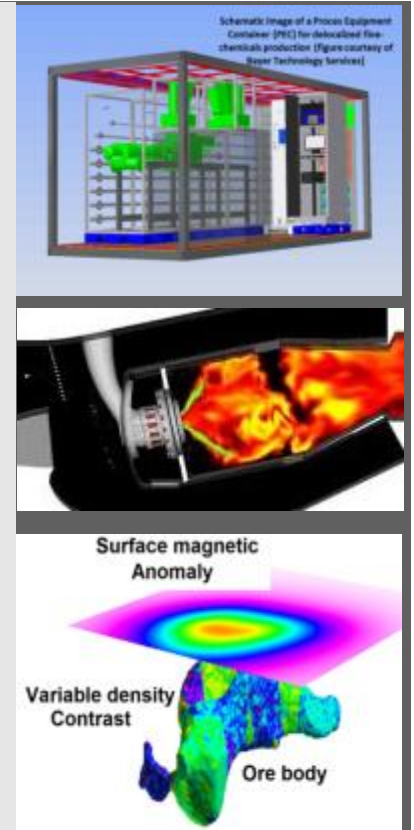 Schematic Image of a Proces Equipment
Container (PEC) for delocalized fine-
chemicals production (figure courtesy of
Bayer Technology Services)
Surface magnetic
Anomaly
Variable density
Contrast
Ore body